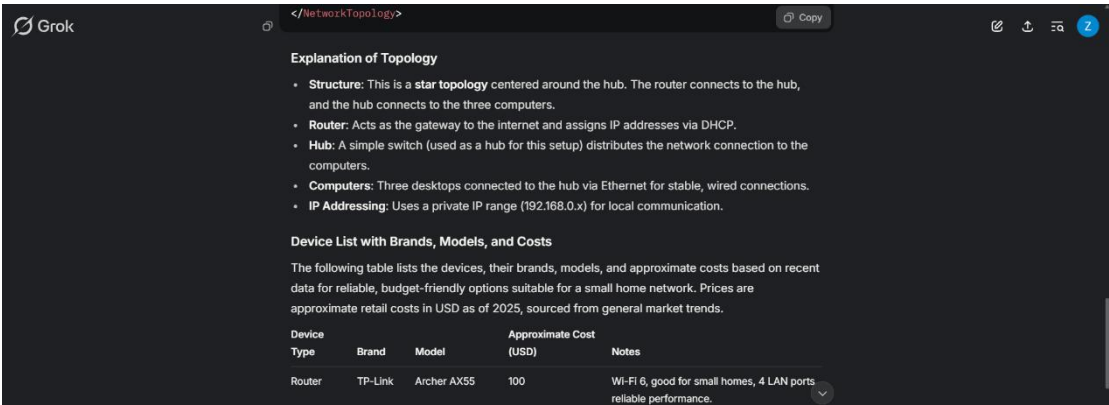 </NetworkTopology>
Copy
Grok
Z
Explanation of Topology
• Structure: This is a star topology centered around the hub. The router connects to the hub,
and the hub connects to the three computers.
• Router: Acts as the gateway to the internet and assigns IP addresses via DHCP.
• Hub: A simple switch (used as a hub for this setup) distributes the network connection to the
computers.
• Computers: Three desktops connected to the hub via Ethernet for stable, wired connections.
• IP Addressing: Uses a private IP range (192.168.0.x) for local communication.
Device List with Brands, Models, and Costs
The following table lists the devices, their brands, models, and approximate costs based on recent
data for reliable, budget-friendly options suitable for a small home network. Prices are
approximate retail costs in USD as of 2025, sourced from general market trends.
Device Approximate Cost
Type Brand Model (USD) Notes
Router TP-Link Archer AX55 100 Wi-Fi 6, good for small homes, 4 LAN ports
reliable performance.